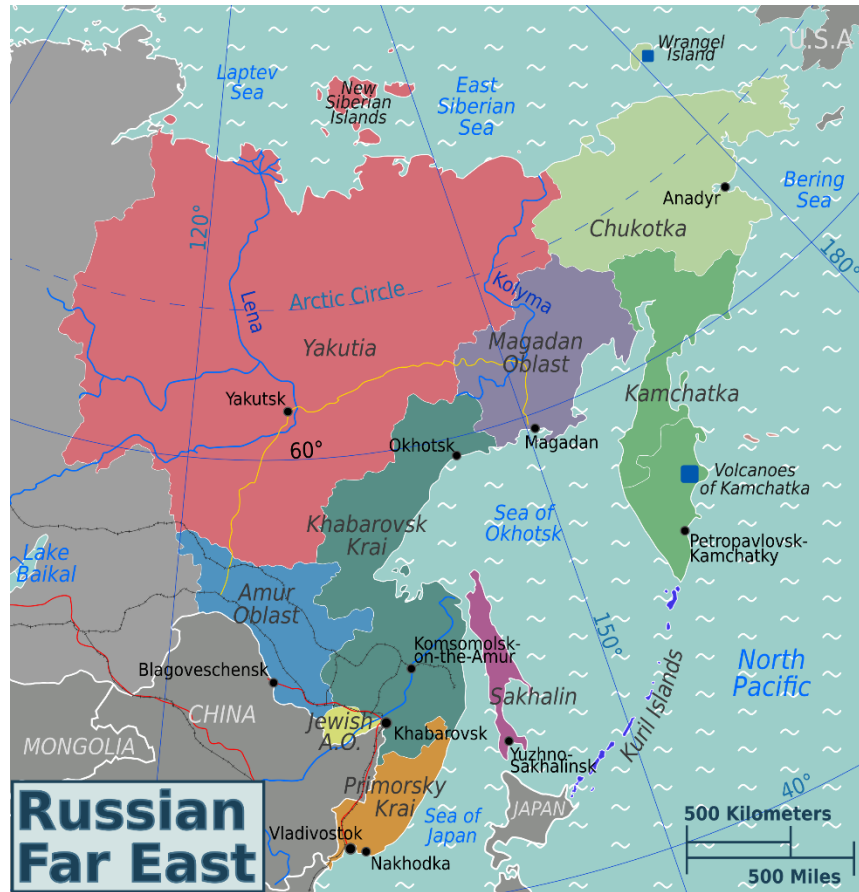 U.S.A
Wrangel
Island
Laptev
Sea
New
Siberian
Islands
East
Siberian
Sea
Bering
Sea
Anadyr
Chukotka
120°
180°
Arctic Circle
Lena
Kolyma
Yakutia
Magadan
Oblast
Kamchatka
Yakutsk
60°
Okhotsk
Magadan
Volcanoes
of Kamchatka
Sea of
Okhotsk
Khabarovsk
Krai
Petropavlovsk-
Kamchatky
Lake
Baikal
Amur
Oblast
150°
Komsomolsk-
on-the-Amur
North
Pacific
Blagoveschensk
Sakhalin
Kuril Islands
CHINA
Jewish
A.O.
Khabarovsk
MONGOLIA
Yuzhno-
Sakhalinsk
Primorsky
Krai
40°
JAPAN
Sea of
Japan
Vladivostok
Nakhodka
500 Kilometers
500 Miles
Russian
Far East